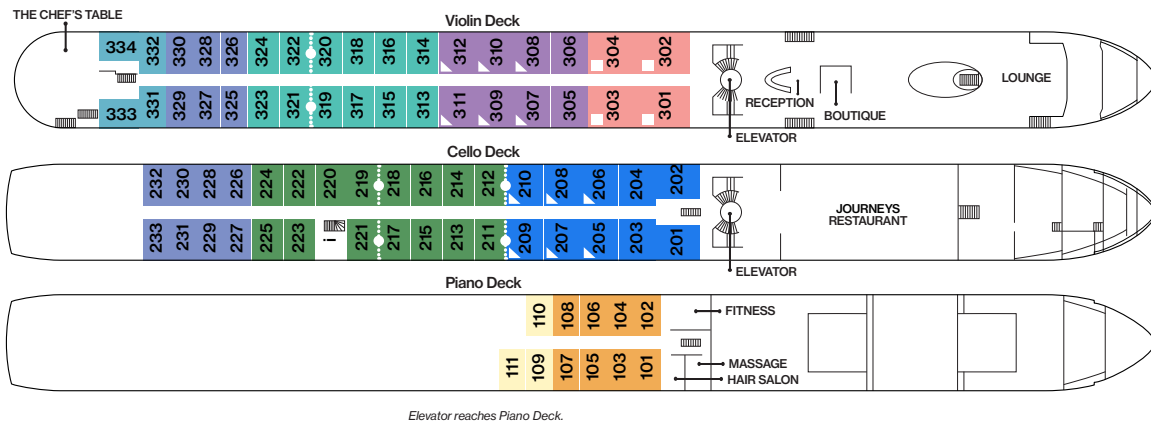 THE CHEF'S TABLE
Violin Deck
334 332 330 328 326 324 322 320 318 316 314 312 310 308 306 304 302
333 331 329 327 325 323 321 319 317 315 313 311 309 307 305 303 301
RECEPTION
BOUTIQUE
ELEVATOR
LOUNGE
Cello Deck
232 230 228 226 224 222 220 219 218 216 214 212 210 208 206 204 202
233 231 229 227 225 223 i 221 217 215 213 211 209 207 205 203 201
JOURNEYS
RESTAURANT
ELEVATOR
Piano Deck
110 108 106 104 102
111 109 107 105 103 101
FITNESS
MASSAGE
HAIR SALON
Elevator reaches Piano Deck.